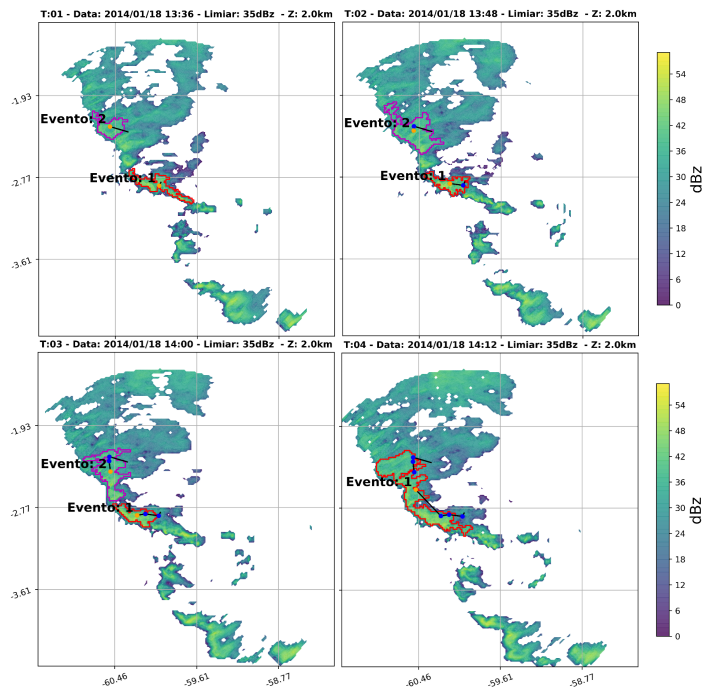 T:01 - Data: 2014/01/18 13:36 - Limiar: 35dBz - Z: 2.0km
T:02 - Data: 2014/01/18 13:48 - Limiar: 35dBz - Z: 2.0km
-1.93
-2.77
-3.61
Evento: 2
Evento: 1
Evento: 2
Evento: 1
54
48
42
36
30
24
18
12
6
0
dBz
T:03 - Data: 2014/01/18 14:00 - Limiar: 35dBz - Z: 2.0km
T:04 - Data: 2014/01/18 14:12 - Limiar: 35dBz - Z: 2.0km
-1.93
-2.77
-3.61
Evento: 2
Evento: 1
Evento: 1
-60.46
-59.61
-58.77
-60.46
-59.61
-58.77
54
48
42
36
30
24
18
12
6
0
dBz